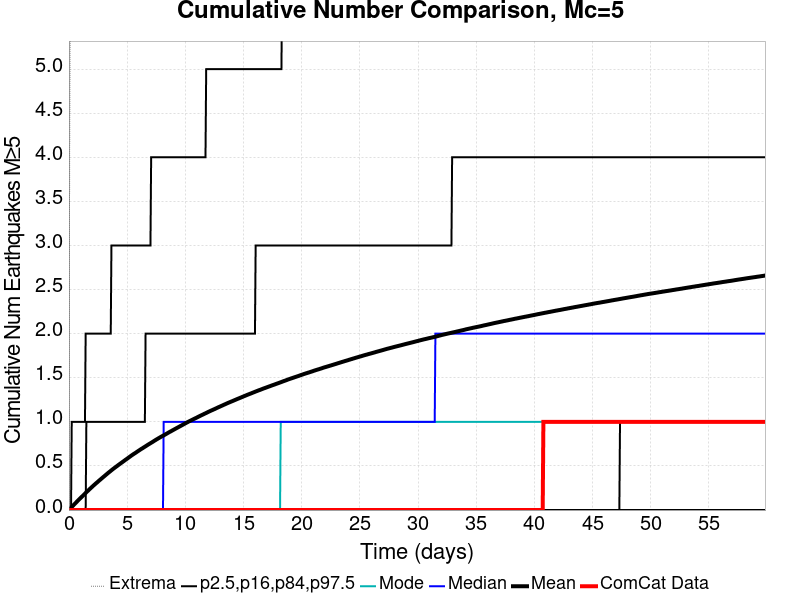 Cumulative Number Comparison, Mc=5
Cumulative Num Earthquakes M≥5
5.0
4.5
4.0
3.5
3.0
2.5
2.0
1.5
1.0
0.5
0.0
0 5 10 15 20 25 30 35 40 45 50 55
Time (days)
Extrema p2.5,p16,p84,p97.5 Mode Median Mean ComCat Data